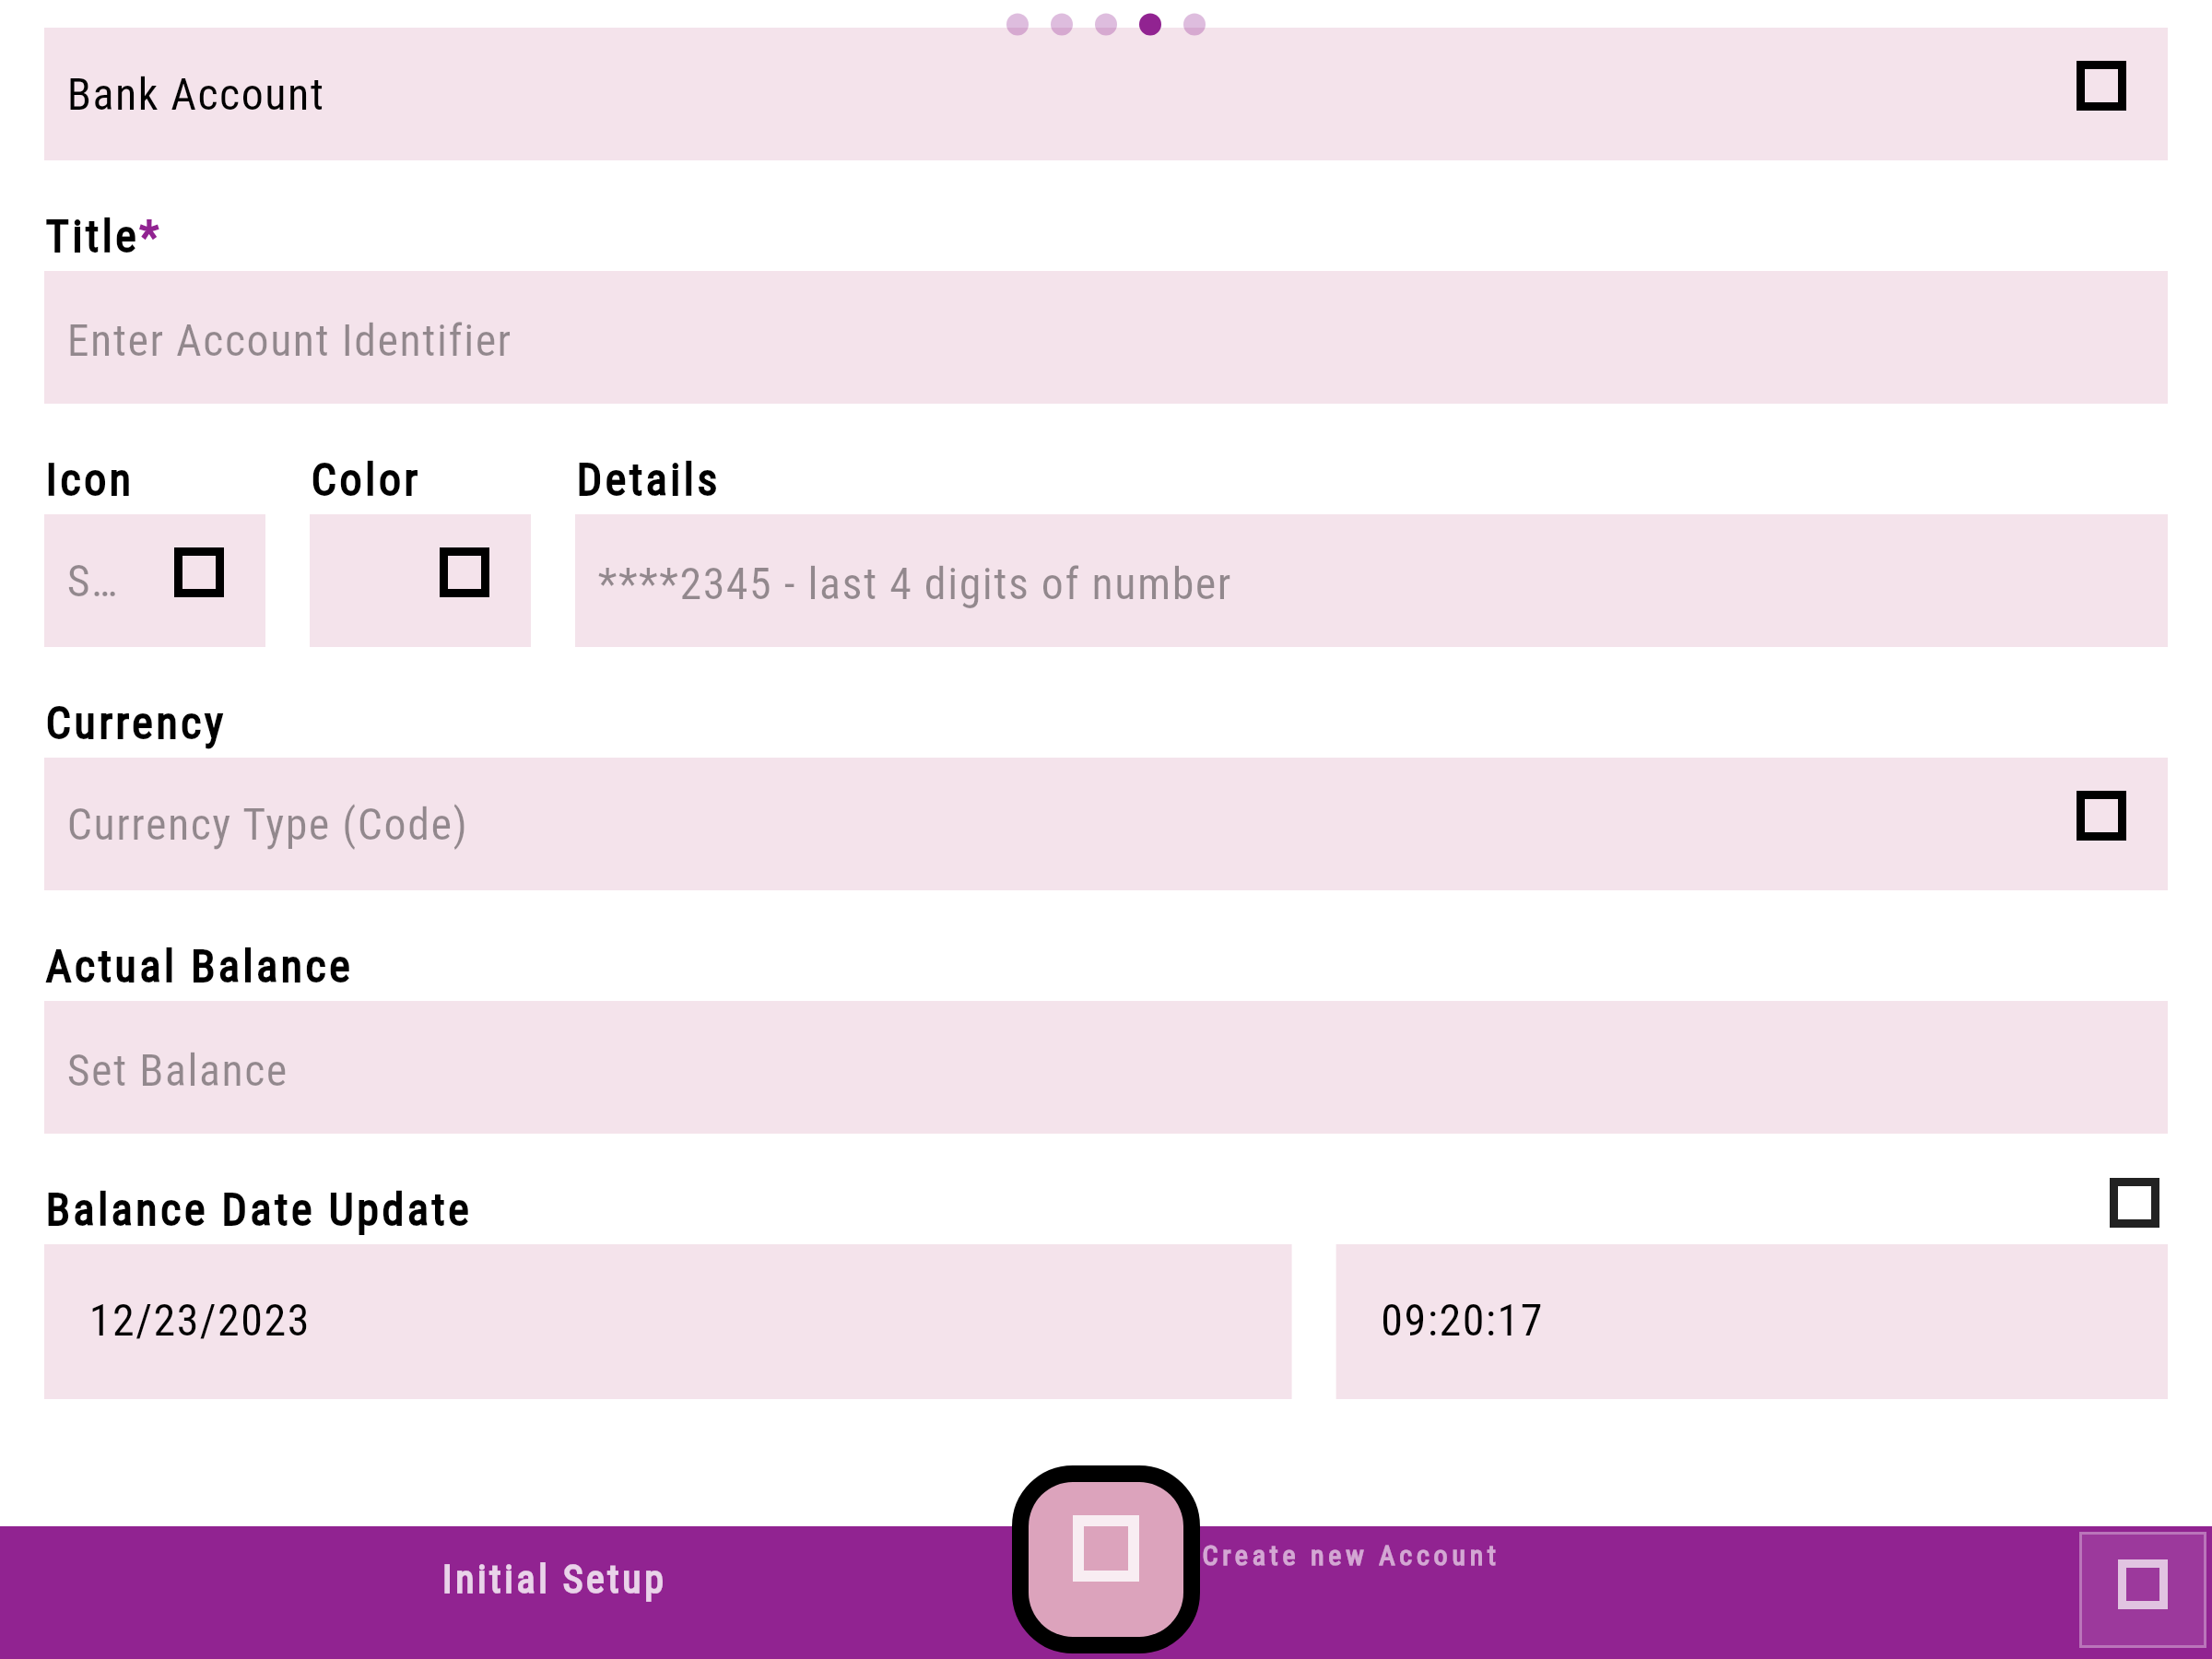 Bank Account
Title*
Enter Account Identifier
Icon Color Details
S… ****2345 - last 4 digits of number
Currency
Currency Type (Code)
Actual Balance
Set Balance
Balance Date Update
12/23/2023 09:20:17
Initial Setup Create new Account